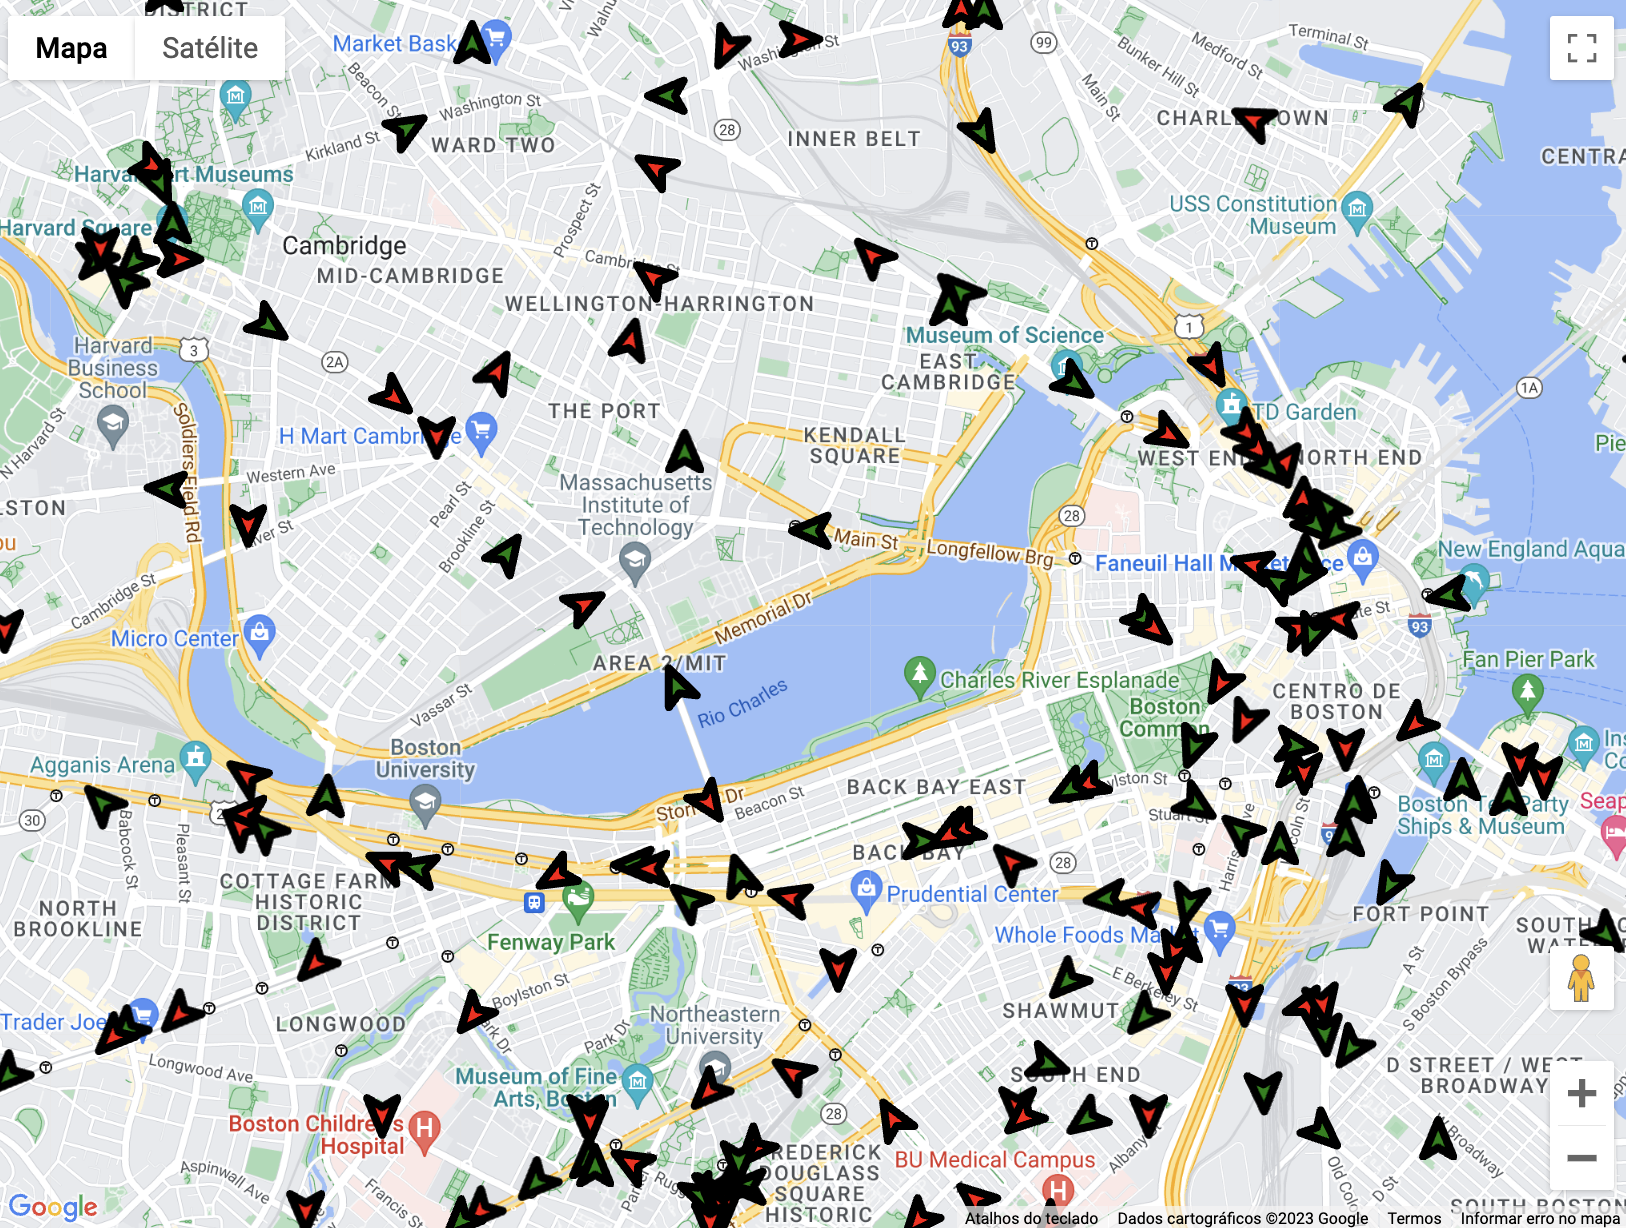 DISTRICT
Mapa
Satélite
Market Bask
Beacon St
Washington St
Kirkland St
WARD TWO
Washington St
28
INNER BELT
93
99
Terminal St
Medford St
Bunker Hill St
Main St
CHARL
TOWN
CENTRA
USS Constitution
Museum
Harva
rt Museums
Harvard Square
Cambridge
MID-CAMBRIDGE
Prospect St
Cambridge St
WELLINGTON-HARRINGTON
Harvard
Business
School
3
2A
N Harvard St
Soldiers Field Rd
H Mart Cambridge
THE PORT
Museum of Science
EAST
CAMBRIDGE
1
1A
TD Garden
KENDALL
SQUARE
WEST END
NORTH END
Pie
Western Ave
Massachusetts
Institute of
Technology
Pearl St
Brookline St
River St
28
LSTON
ou
Main St
Longfellow Brg
Faneuil Hall M
New England Aqua
Cambridge St
Micro Center
Memorial Dr
93
AREA 2/MIT
Vassar St
Rio Charles
Charles River Esplanade
Fan Pier Park
Boston
Common
CENTRO DE
BOSTON
Agganis Arena
Boston
University
Storrow Dr
Beacon St
BACK BAY EAST
oylston St
Stuart St
Ins
Co
30
Babcock St
Pleasant St
Boston Tea Party
Ships & Museum
Seap
Lincoln St
BACK BAY
28
COTTAGE FARM
HISTORIC
DISTRICT
NORTH
BROOKLINE
Prudential Center
FORT POINT
Fenway Park
Whole Foods Market
Boylston St
E Berkeley St
SHAWMUT
A St
S Boston Bypass
Trader Joe
LONGWOOD
Park Dr
Northeastern
University
93
Longwood Ave
Museum of Fine
Arts, Boston
SOUTH END
D STREET / WEST
BROADWAY
28
Boston Children's
Hospital
Albany St
W Broadway
Aspinwall Ave
Francis St
FREDERICK
DOUGLASS
SQUARE
HISTORIC
BU Medical Campus
Old Col
D St
SOUTH BOSTON
Google
Atalhos do teclado
Dados cartográficos ©2023 Google
Termos
Informar erro no mapa